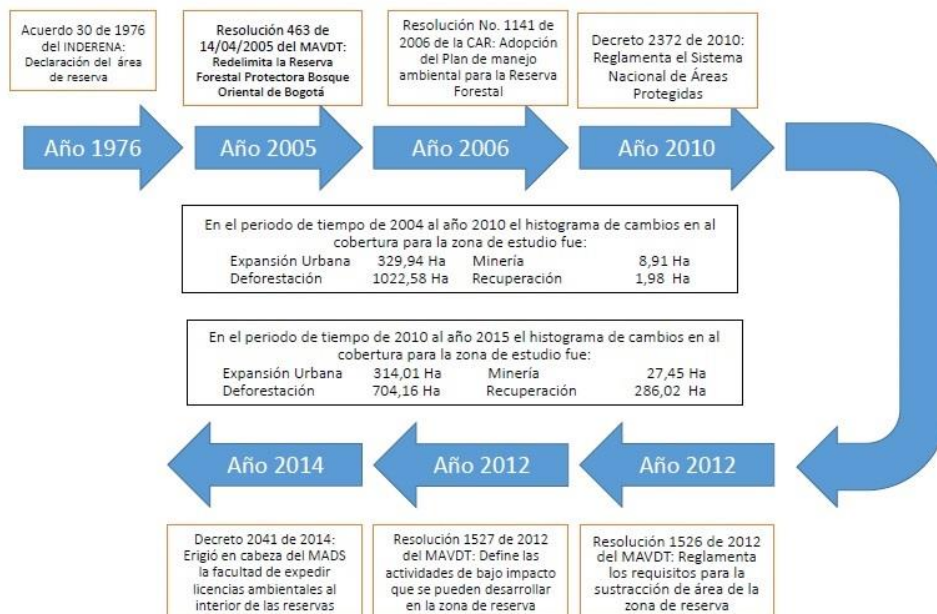 Acuerdo 30 de 1976
del INDERENA:
Declaración del área
de reserva
Resolución 463 de
14/04/2005 del MAVDT:
Redelimita la Reserva
Forestal Protectora Bosque
Oriental de Bogotá
Resolución No. 1141 de
2006 de la CAR: Adopción
del Plan de manejo
ambiental para la Reserva
Forestal
Decreto 2372 de 2010:
Reglamenta el Sistema
Nacional de Áreas
Protegidas
Año 1976
Año 2005
Año 2006
Año 2010
En el periodo de tiempo de 2004 al año 2010 el histograma de cambios en al
cobertura para la zona de estudio fue:
Expansión Urbana 329,94 Ha Minería 8,91 Ha
Deforestación 1022,58 Ha Recuperación 1,98 Ha
En el periodo de tiempo de 2010 al año 2015 el histograma de cambios en al
cobertura para la zona de estudio fue:
Expansión Urbana 314,01 Ha Minería 27,45 Ha
Deforestación 704,16 Ha Recuperación 286,02 Ha
Año 2014
Año 2012
Año 2012
Decreto 2041 de 2014:
Erigió en cabeza del MADS
la facultad de expedir
licencias ambientales al
interior de las reservas
Resolución 1527 de 2012
del MAVDT: Define las
actividades de bajo impacto
que se pueden desarrollar
en la zona de reserva
Resolución 1526 de 2012
del MAVDT: Reglamenta
los requisitos para la
sustracción de área de la
zona de reserva